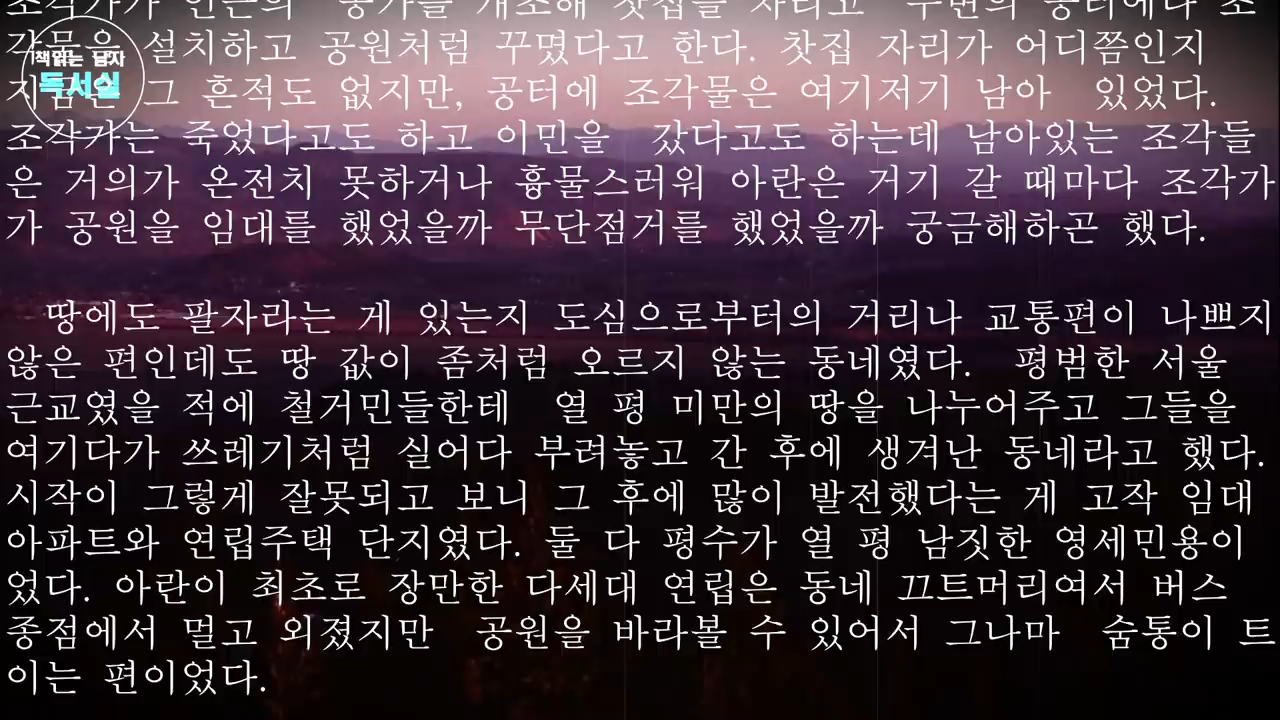 조각가가 인근의 농가를 개조해 찻집을 차리고 주변의 공터에다 조
각물을 설치하고 공원처럼 꾸몄다고 한다. 찻집 자리가 어디쯤인지
지금은 그 흔적도 없지만, 공터에 조각물은 여기저기 남아 있었다.
조각가는 죽었다고도 하고 이민을 갔다고도 하는데 남아있는 조각들
은 거의가 온전치 못하거나 흉물스러워 아란은 거기 갈 때마다 조각가
가 공원을 임대를 했었을까 무단점거를 했었을까 궁금해하곤 했다.
땅에도 팔자라는 게 있는지 도심으로부터의 거리나 교통편이 나쁘지
않은 편인데도 땅 값이 좀처럼 오르지 않는 동네였다. 평범한 서울
근교였을 적에 철거민들한테 열 평 미만의 땅을 나누어주고 그들을
여기다가 쓰레기처럼 실어다 부려놓고 간 후에 생겨난 동네라고 했다.
시작이 그렇게 잘못되고 보니 그 후에 많이 발전했다는 게 고작 임대
아파트와 연립주택 단지였다. 둘 다 평수가 열 평 남짓한 영세민용이
었다. 아란이 최초로 장만한 다세대 연립은 동네 끄트머리여서 버스
종점에서 멀고 외졌지만 공원을 바라볼 수 있어서 그나마 숨통이 트
이는 편이었다.
책읽는 남자
독서실